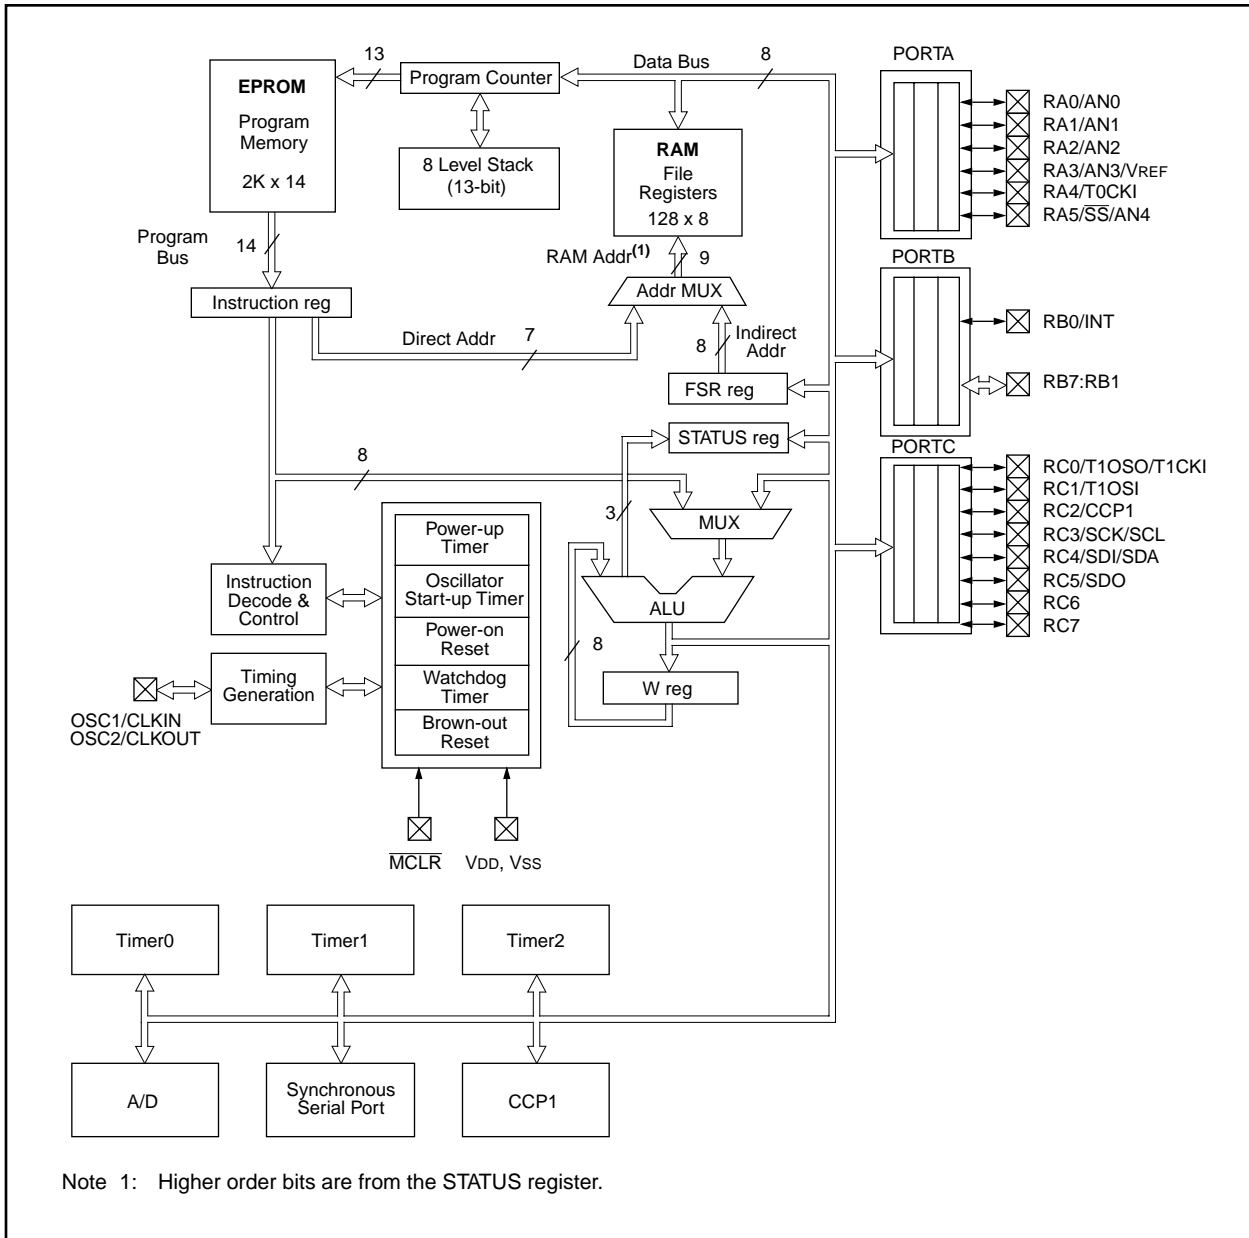 13
Data Bus
8
PORTA
EPROM
Program
Memory
2K x 14
Program Counter
8 Level Stack
(13-bit)
RAM
File
Registers
128 x 8
RA0/AN0
RA1/AN1
RA2/AN2
RA3/AN3/VREF
RA4/T0CKI
RA5/S̅S̅/AN4
Program
Bus
14
RAM Addr(1)
9
PORTB
Instruction reg
Addr MUX
Direct Addr
7
8
Indirect
Addr
RB0/INT
FSR reg
RB7:RB1
STATUS reg
PORTC
8
3
MUX
RC0/T1OSO/T1CKI
RC1/T1OSI
RC2/CCP1
RC3/SCK/SCL
RC4/SDI/SDA
RC5/SDO
RC6
RC7
Power-up
Timer
Oscillator
Start-up Timer
Power-on
Reset
Watchdog
Timer
Brown-out
Reset
Instruction
Decode &
Control
ALU
8
W reg
Timing
Generation
OSC1/CLKIN
OSC2/CLKOUT
M̅C̅L̅R̅
VDD, VSS
Timer0
Timer1
Timer2
A/D
Synchronous
Serial Port
CCP1
Note 1: Higher order bits are from the STATUS register.